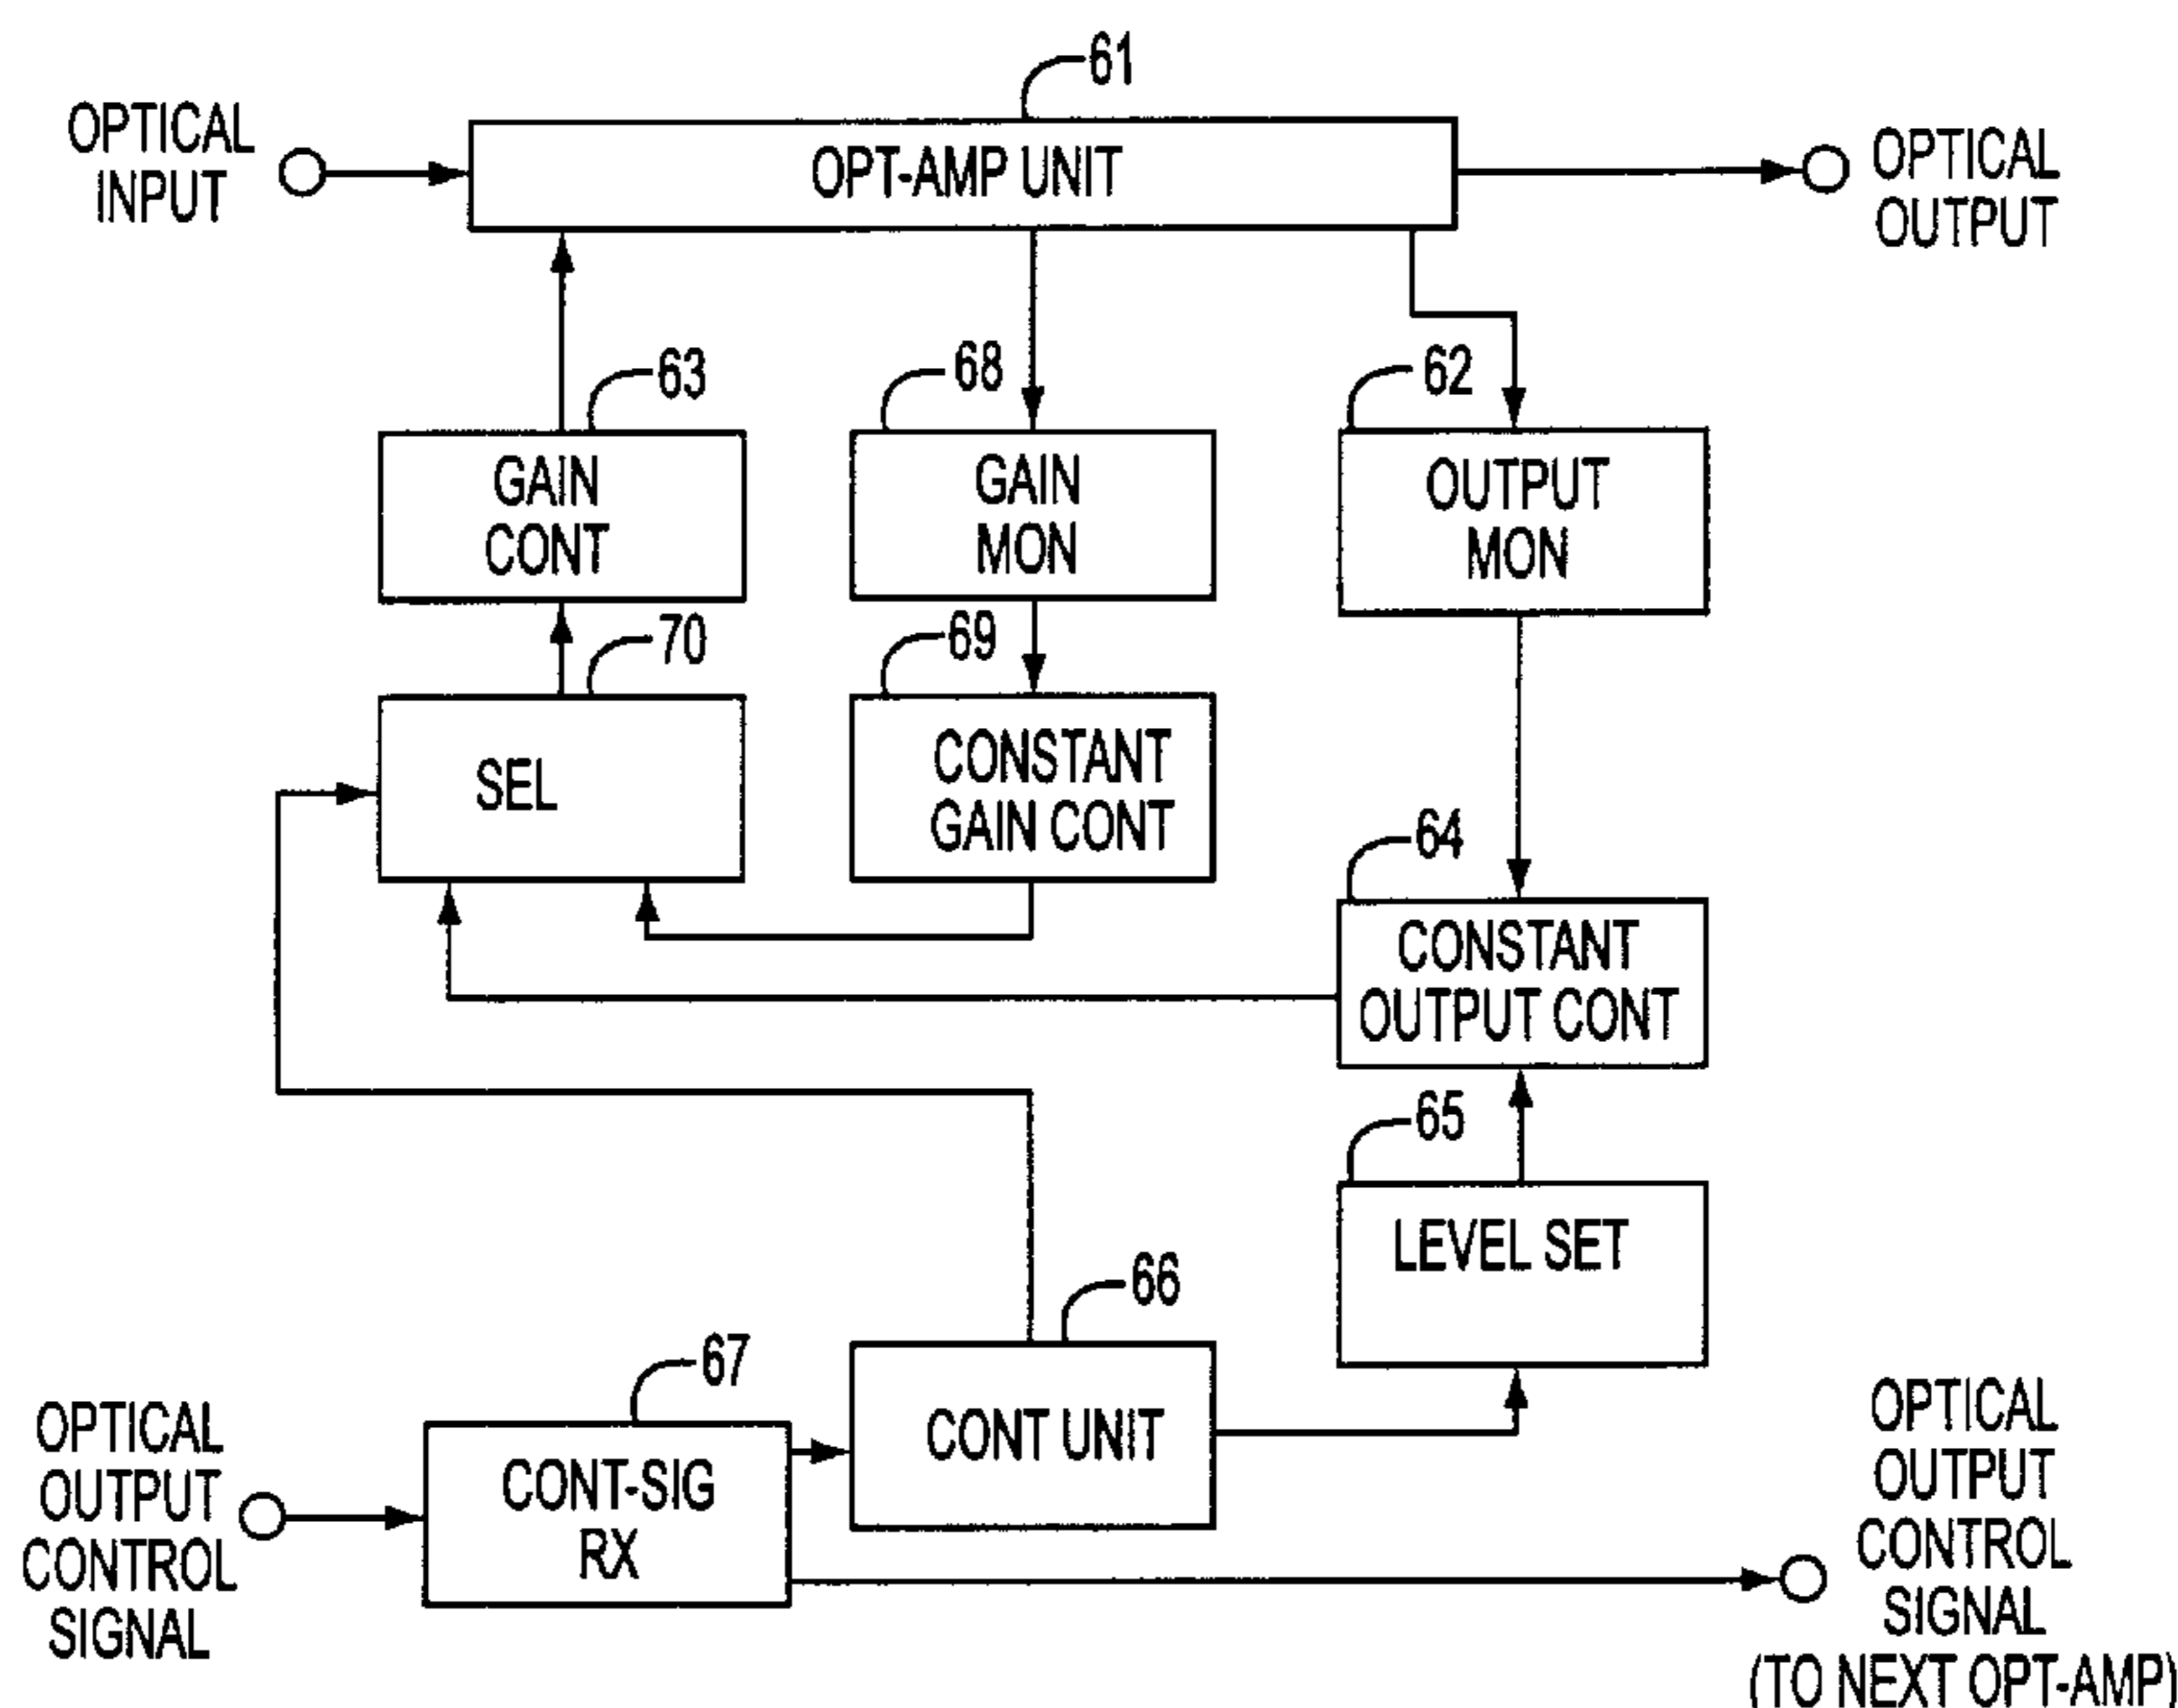 61
OPTICAL
INPUT
OPT-AMP UNIT
OPTICAL
OUTPUT
63
68
62
GAIN
CONT
GAIN
MON
OUTPUT
MON
70
69
SEL
CONSTANT
GAIN CONT
64
CONSTANT
OUTPUT CONT
65
LEVEL SET
66
67
CONT UNIT
OPTICAL
OUTPUT
CONTROL
SIGNAL
CONT-SIG
RX
OPTICAL
OUTPUT
CONTROL
SIGNAL
(TO NEXT OPT-AMP)